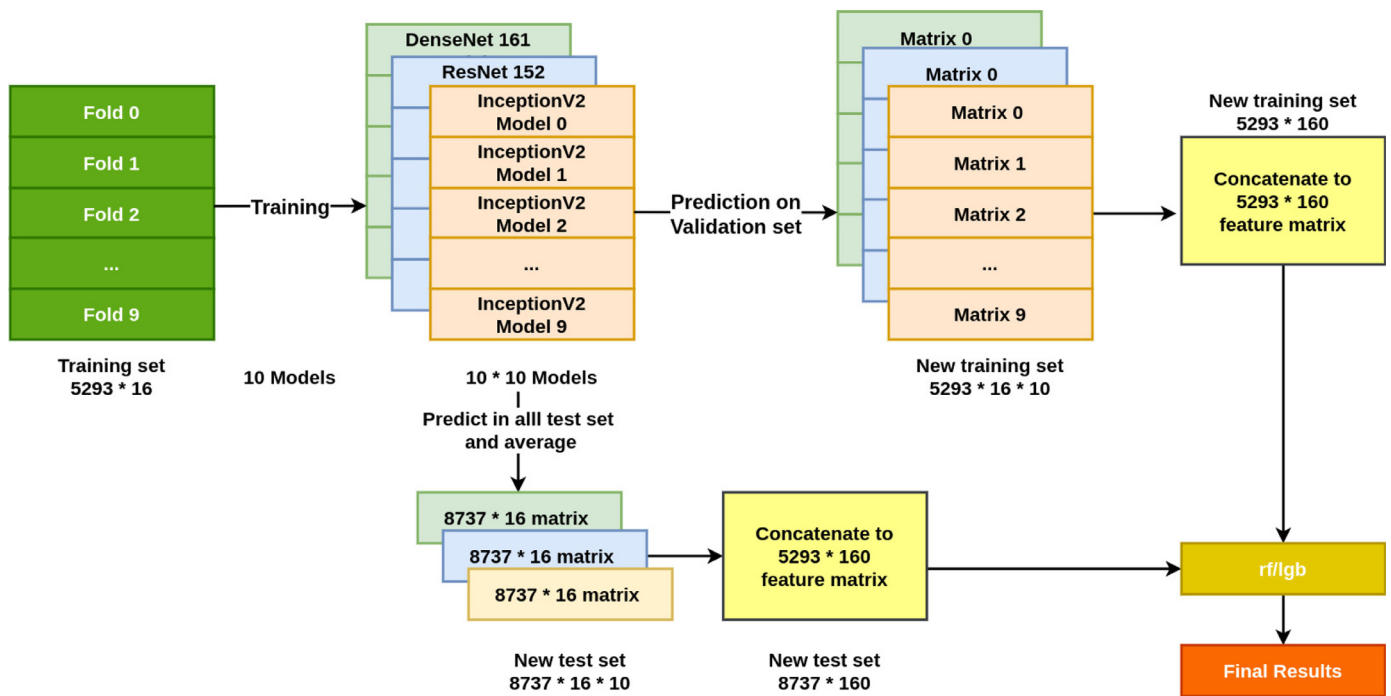 DenseNet 161
ResNet 152
InceptionV2
Model 0
InceptionV2
Model 1
InceptionV2
Model 2
...
InceptionV2
Model 9
Fold 0
Fold 1
Fold 2
...
Fold 9
Training set
5293 * 16
Training
10 Models
10 * 10 Models
Prediction on
Validation set
Matrix 0
Matrix 0
Matrix 0
Matrix 1
Matrix 2
...
Matrix 9
New training set
5293 * 16 * 10
New training set
5293 * 160
Concatenate to
5293 * 160
feature matrix
Predict in alll test set
and average
8737 * 16 matrix
8737 * 16 matrix
8737 * 16 matrix
New test set
8737 * 16 * 10
Concatenate to
5293 * 160
feature matrix
New test set
8737 * 160
rf/lgb
Final Results